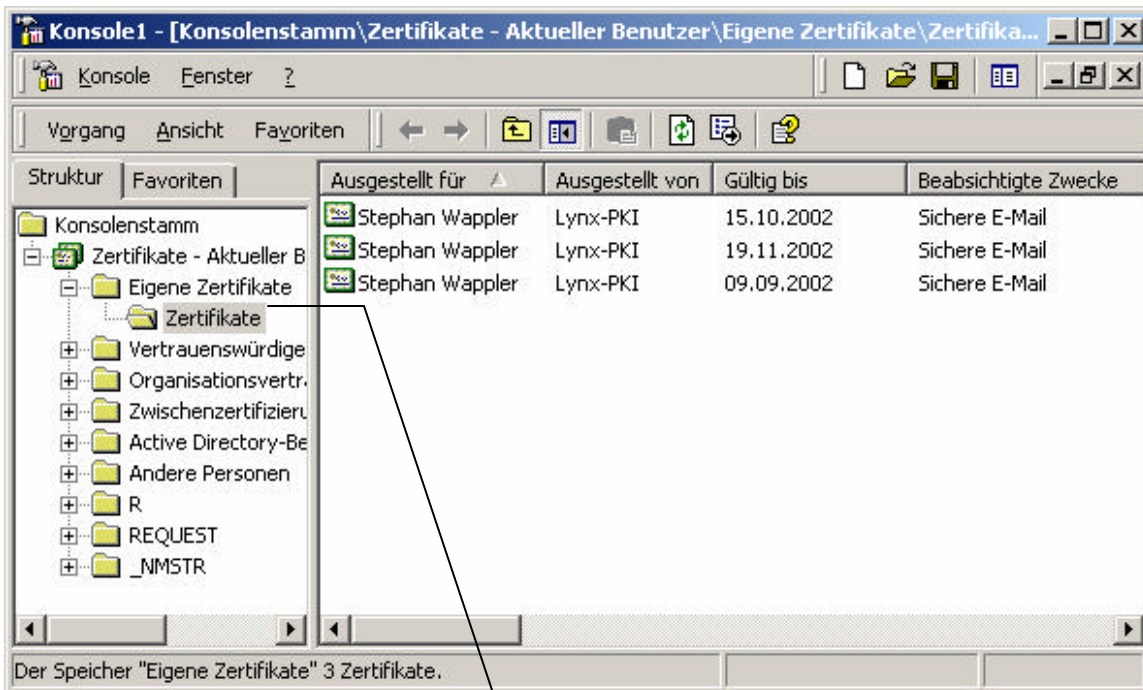 Konsole1 - [Konsolenstamm\Zertifikate - Aktueller Benutzer\Eigene Zertifikate\Zertifika...
Konsole Fenster ?
Vorgang Ansicht Favoriten
Struktur Favoriten
Ausgestellt für Ausgestellt von Gültig bis Beabsichtigte Zwecke
Konsolenstamm
Zertifikate - Aktueller B
Eigene Zertifikate
Zertifikate
Vertrauenswürdige
Organisationsvertr
Zwischenzertifizieru
Active Directory-Be
Andere Personen
R
REQUEST
_NMSTR
Stephan Wappler Lynx-PKI 15.10.2002 Sichere E-Mail
Stephan Wappler Lynx-PKI 19.11.2002 Sichere E-Mail
Stephan Wappler Lynx-PKI 09.09.2002 Sichere E-Mail
Der Speicher "Eigene Zertifikate" 3 Zertifikate.